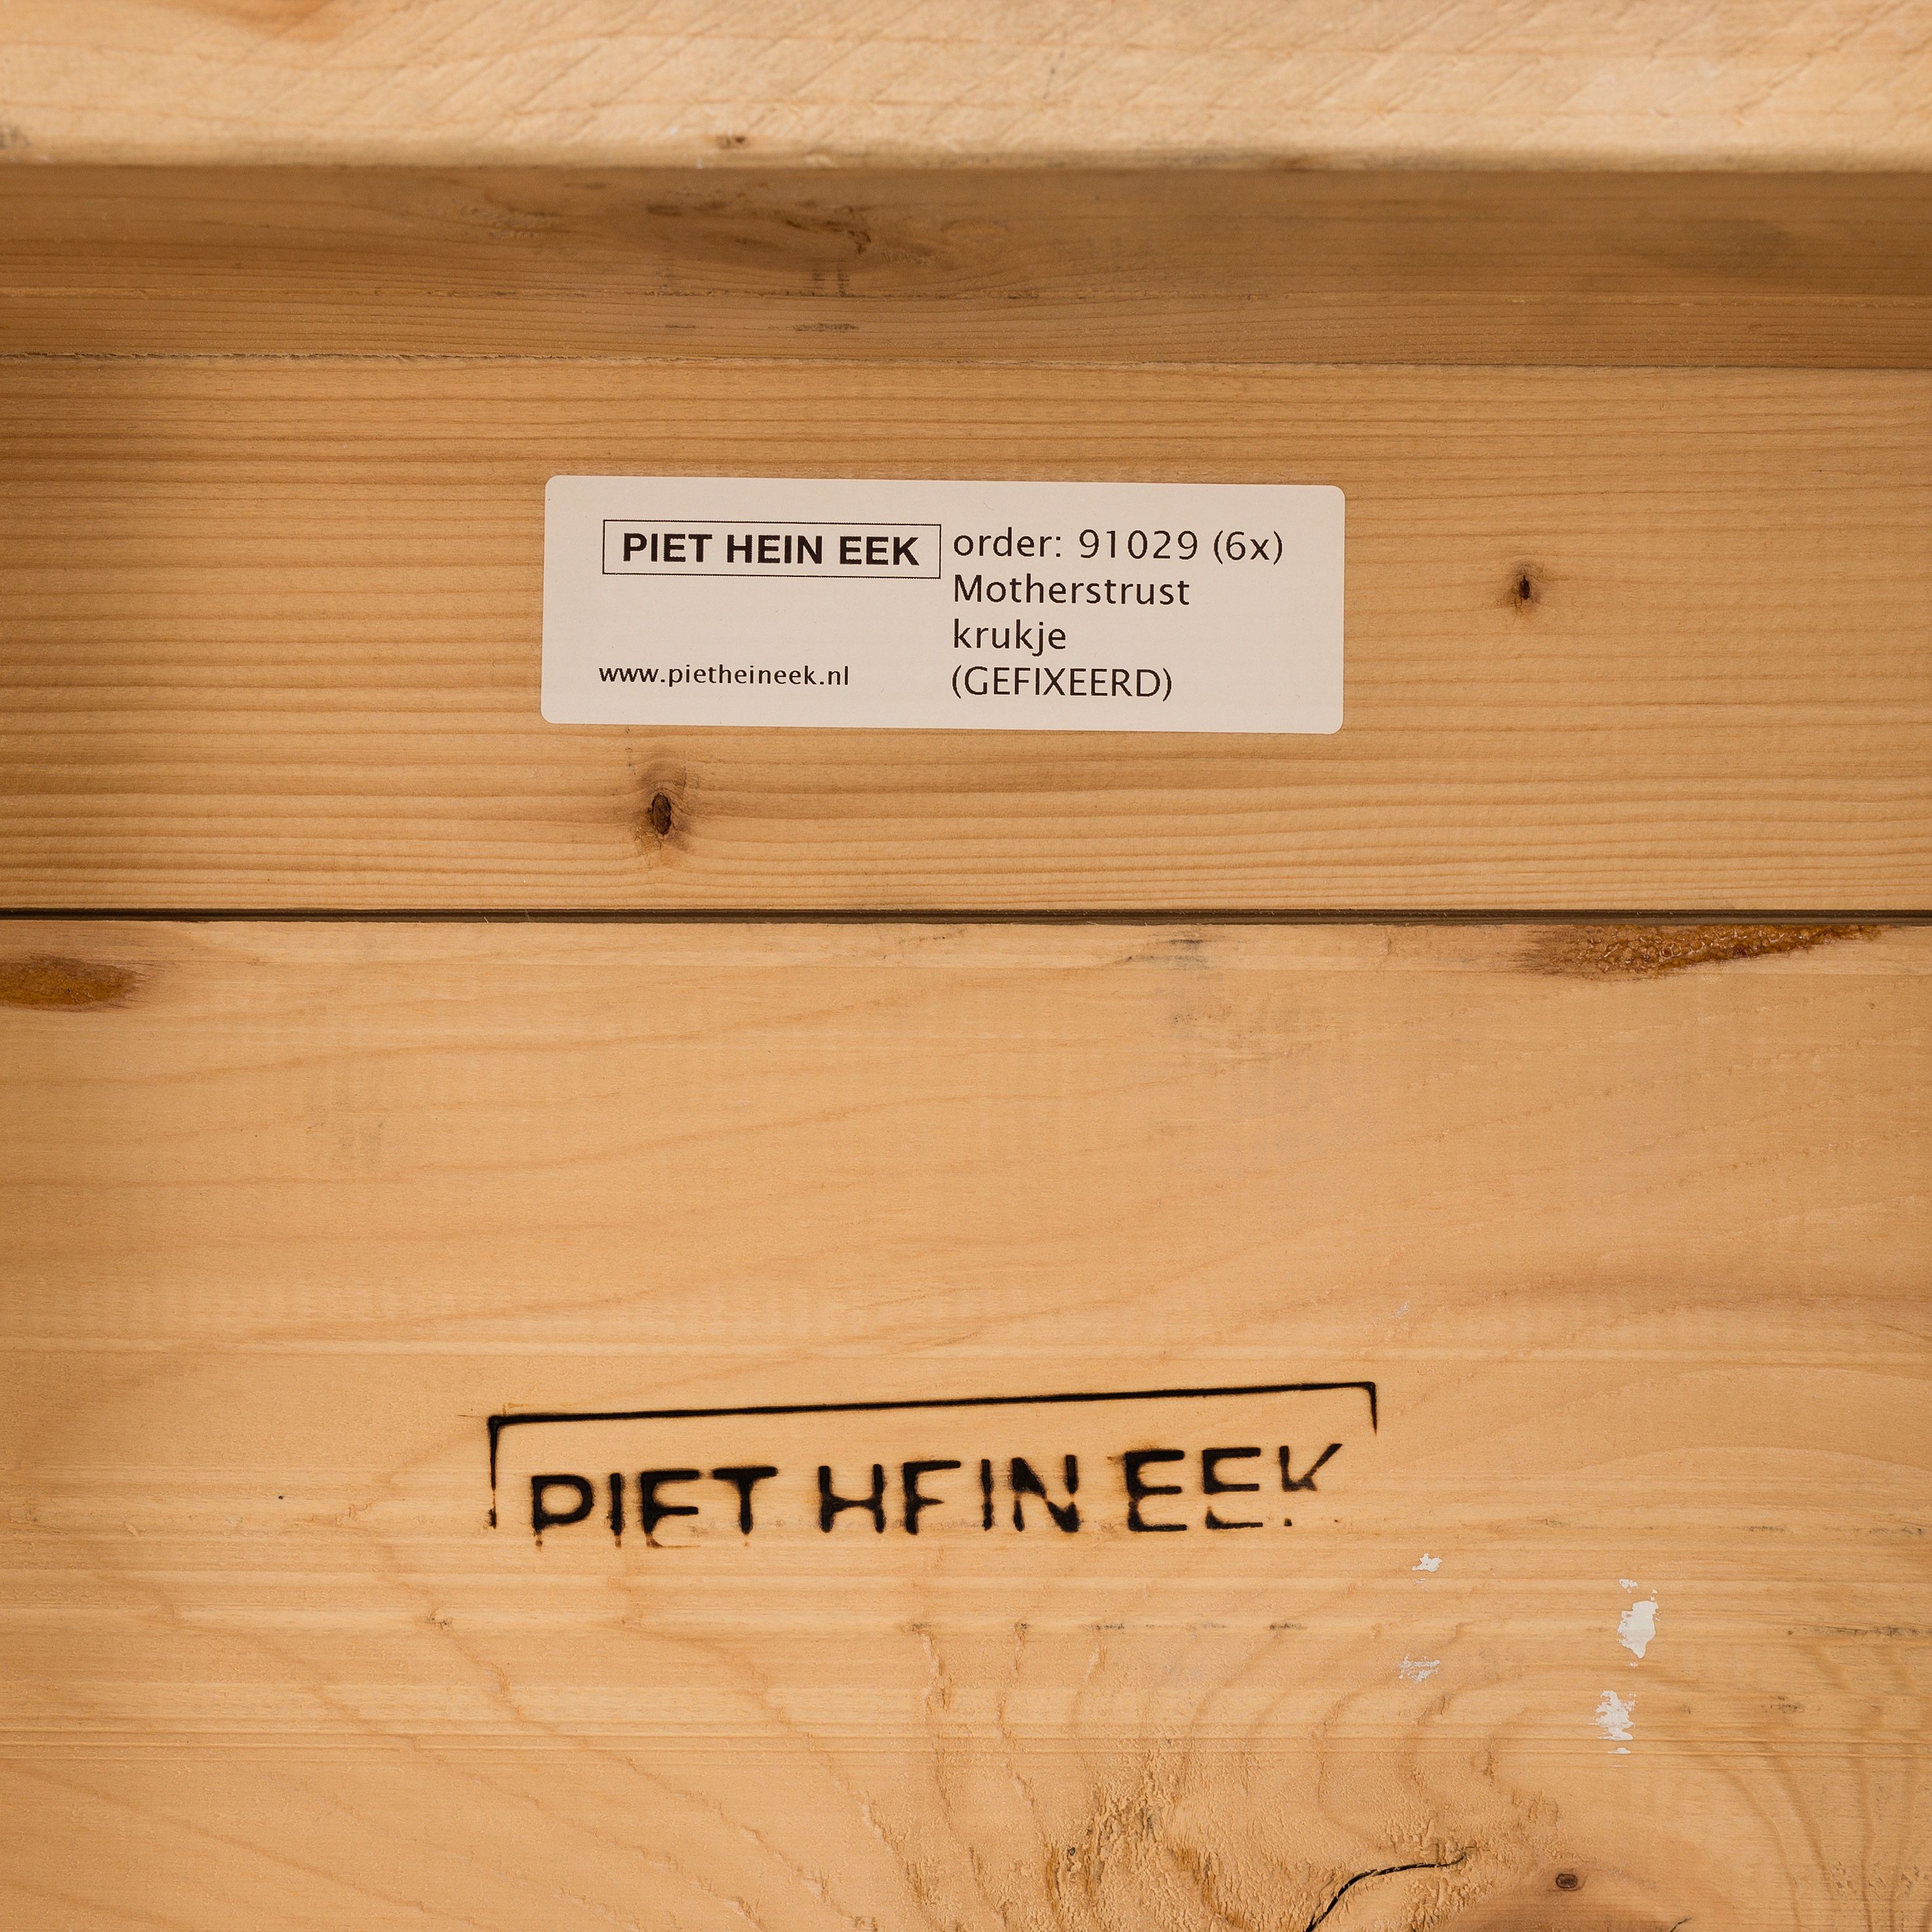 PIET HEIN EEK
www.pietheineek.nl
order: 91029 (6x)
Motherstrust
krukje
(GEFIXEERD)
PIET HEIN EEK